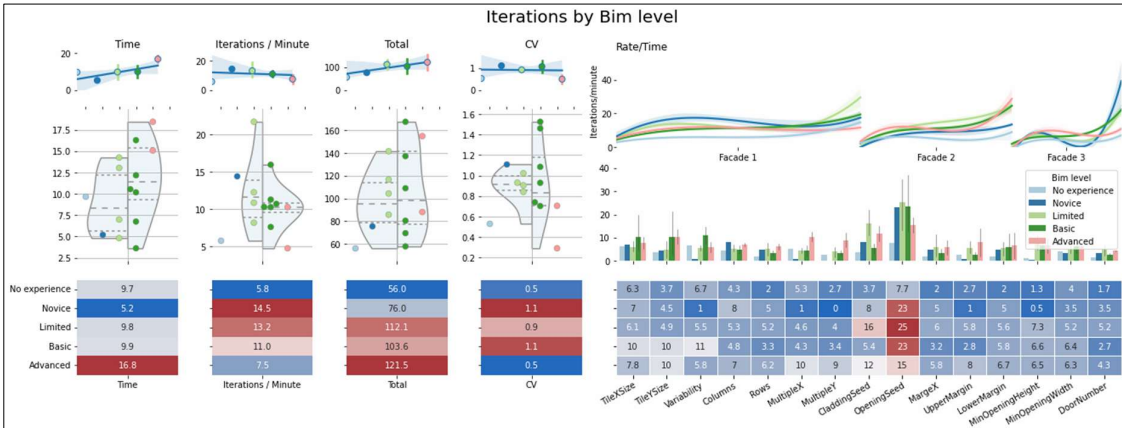 Iterations by Bim level
Time
Iterations / Minute
Total
CV
Rate/Time
20
10
0
20
10
0
100
0
1
0
Iterations/minute
40
20
0
Facade 1
Facade 2
Facade 3
17.5
15.0
12.5
10.0
7.5
5.0
2.5
20
15
10
5
160
140
120
100
80
60
1.6
1.4
1.2
1.0
0.8
0.6
0.4
0.2
40
30
20
10
0
Bim level
No experience
Novice
Limited
Basic
Advanced
No experience 9.7 5.8 56.0 0.5
Novice 5.2 14.5 76.0 1.1
Limited 9.8 13.2 112.1 0.9
Basic 9.9 11.0 103.6 1.1
Advanced 16.8 7.5 121.5 0.5
Time
Iterations / Minute
Total
CV
6.3 3.7 6.7 4.3 2 5.3 2.7 3.7 7.7 2 2.7 2 1.3 4 1.7
7 4.5 1 8 5 1 0 8 23 4.6 1 5 0.5 3.5 3.5
6.1 4.9 5.5 5.3 5.2 4.6 4 16 25 6 5.8 5.6 7.3 5.2 5.2
10 10 11 4.8 3.3 4.3 3.4 5.4 23 3.2 2.8 5.8 6.6 6.4 2.7
7.8 10 5.8 7 6.2 10 9 12 15 5.8 8 6.7 6.5 6.3 4.3
TileXSize
TileYSize
Variability
Columns
Rows
MultipleX
MultipleY
CladdingSeed
OpeningSeed
MargeX
UpperMargin
LowerMargin
MinOpeningHeight
MinOpeningWidth
DoorNumber